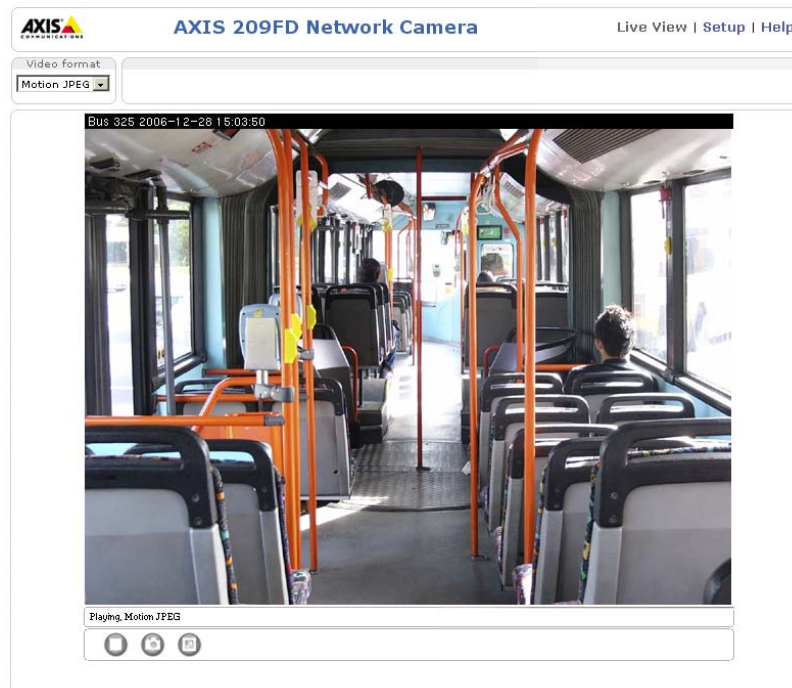 AXIS
COMMUNICATIONS
AXIS 209FD Network Camera
Live View | Setup | Help
Video format
Motion JPEG
Bus 325 2006-12-28 15:03:50
Playing, Motion JPEG